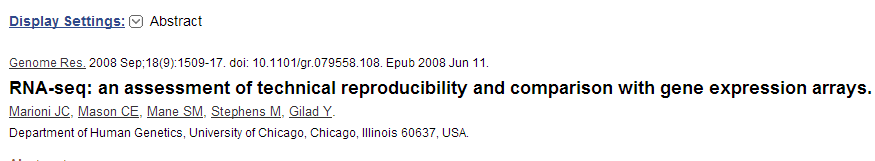 Display Settings: Abstract
Genome Res. 2008 Sep;18(9):1509-17. doi: 10.1101/gr.079558.108. Epub 2008 Jun 11.
RNA-seq: an assessment of technical reproducibility and comparison with gene expression arrays.
Marioni JC, Mason CE, Mane SM, Stephens M, Gilad Y.
Department of Human Genetics, University of Chicago, Chicago, Illinois 60637, USA.